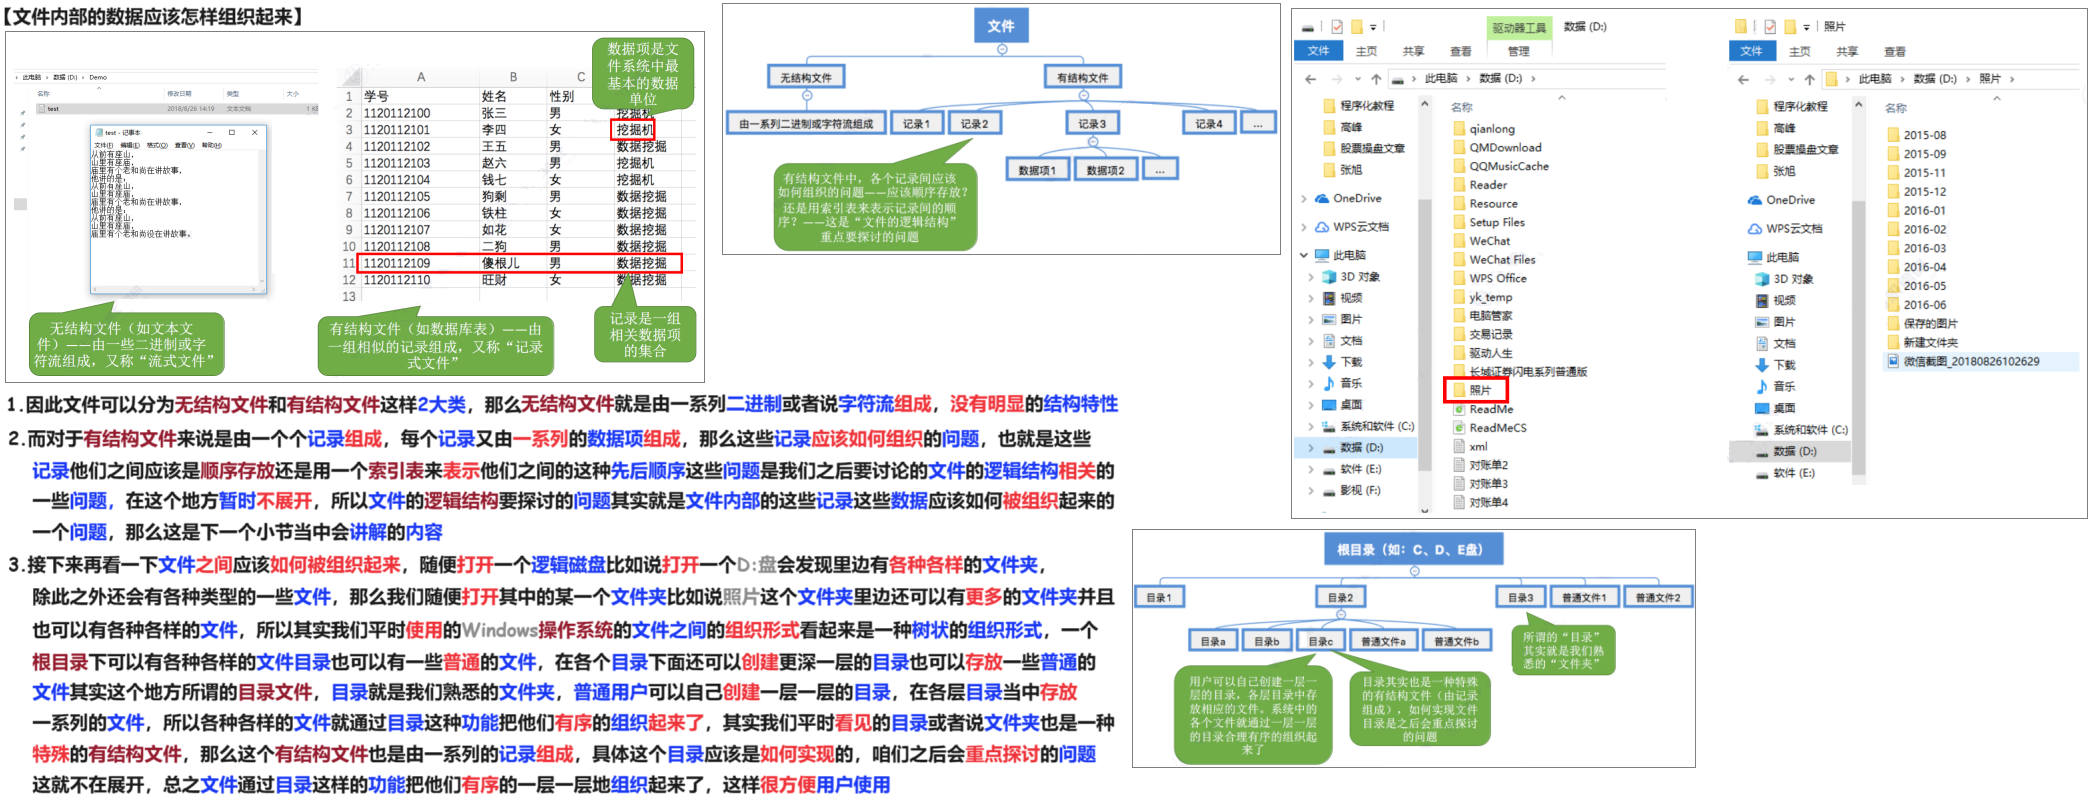 【文件内部的数据应该怎样组织起来】
此电脑 › 数据 (D:) › Demo
名称 修改日期 类型 大小
test 2018/8/26 14:19 文本文档 1 KB
test - 记事本
文件(F) 编辑(E) 格式(O) 查看(V) 帮助(H)
从前有座山，
山里有座庙，
庙里有个老和尚在讲故事，
他讲的是：
从前有座山，
山里有座庙，
庙里有个老和尚在讲故事，
他讲的是：
从前有座山，
山里有座庙，
庙里有个老和尚没在讲故事。
无结构文件（如文本文
件）——由一些二进制或字
符流组成，又称“流式文件”
A B C
1 学号 姓名 性别
2 1120112100 张三 男 挖掘机
3 1120112101 李四 女 挖掘机
4 1120112102 王五 男 数据挖掘
5 1120112103 赵六 男 挖掘机
6 1120112104 钱七 女 挖掘机
7 1120112105 狗剩 男 数据挖掘
8 1120112106 铁柱 女 数据挖掘
9 1120112107 如花 女 数据挖掘
10 1120112108 二狗 男 数据挖掘
11 1120112109 傻根儿 男 数据挖掘
12 1120112110 旺财 女 数据挖掘
13
数据项是文
件系统中最
基本的数据
单位
有结构文件（如数据库表）——由
一组相似的记录组成，又称“记录
式文件”
记录是一组
相关数据项
的集合
文件
无结构文件 有结构文件
由一系列二进制或字符流组成 记录1 记录2 记录3 记录4 ...
数据项1 数据项2 ...
有结构文件中，各个记录间应该
如何组织的问题——应该顺序存放？
还是用索引表来表示记录间的顺
序？——这是“文件的逻辑结构”
重点要探讨的问题
驱动器工具 数据 (D:)
文件 主页 共享 查看 管理
此电脑 › 数据 (D:) ›
程序化教程
高峰
股票操盘文章
张旭
OneDrive
WPS云文档
此电脑
3D 对象
视频
图片
文档
下载
音乐
桌面
系统和软件 (C:)
数据 (D:)
软件 (E:)
影视 (F:)
名称
qianlong
QMDownload
QQMusicCache
Reader
Resource
Setup Files
WeChat
WeChat Files
WPS Office
yk_temp
电脑管家
交易记录
驱动人生
长城证券闪电系列普通版
照片
ReadMe
ReadMeCS
xml
对账单2
对账单3
对账单4
照片
文件 主页 共享 查看
此电脑 › 数据 (D:) › 照片 ›
程序化教程
高峰
股票操盘文章
张旭
OneDrive
WPS云文档
此电脑
3D 对象
视频
图片
文档
下载
音乐
桌面
系统和软件 (C:)
数据 (D:)
软件 (E:)
名称
2015-08
2015-09
2015-11
2015-12
2016-01
2016-02
2016-03
2016-04
2016-05
2016-06
保存的图片
新建文件夹
微信截图_20180826102629
1.因此文件可以分为无结构文件和有结构文件这样2大类，那么无结构文件就是由一系列二进制或者说字符流组成，没有明显的结构特性
2.而对于有结构文件来说是由一个个记录组成，每个记录又由一系列的数据项组成，那么这些记录应该如何组织的问题，也就是这些
记录他们之间应该是顺序存放还是用一个索引表来表示他们之间的这种先后顺序这些问题是我们之后要讨论的文件的逻辑结构相关的
一些问题，在这个地方暂时不展开，所以文件的逻辑结构要探讨的问题其实就是文件内部的这些记录这些数据应该如何被组织起来的
一个问题，那么这是下一个小节当中会讲解的内容
3.接下来再看一下文件之间应该如何被组织起来，随便打开一个逻辑磁盘比如说打开一个D:盘会发现里边有各种各样的文件夹，
除此之外还会有各种类型的一些文件，那么我们随便打开其中的某一个文件夹比如说照片这个文件夹里边还可以有更多的文件夹并且
也可以有各种各样的文件，所以其实我们平时使用的Windows操作系统的文件之间的组织形式看起来是一种树状的组织形式，一个
根目录下可以有各种各样的文件目录也可以有一些普通的文件，在各个目录下面还可以创建更深一层的目录也可以存放一些普通的
文件其实这个地方所谓的目录文件，目录就是我们熟悉的文件夹，普通用户可以自己创建一层一层的目录，在各层目录当中存放
一系列的文件，所以各种各样的文件就通过目录这种功能把他们有序的组织起来了，其实我们平时看见的目录或者说文件夹也是一种
特殊的有结构文件，那么这个有结构文件也是由一系列的记录组成，具体这个目录应该是如何实现的，咱们之后会重点探讨的问题
这就不在展开，总之文件通过目录这样的功能把他们有序的一层一层地组织起来了，这样很方便用户使用
根目录（如：C、D、E盘）
目录1 目录2 目录3 普通文件1 普通文件2
目录a 目录b 目录c 普通文件a 普通文件b
所谓的“目录”
其实就是我们熟
悉的“文件夹”
用户可以自己创建一层一
层的目录，各层目录中存
放相应的文件。系统中的
各个文件就通过一层一层
的目录合理有序的组织起
来了
目录其实也是一种特殊
的有结构文件（由记录
组成），如何实现文件
目录是之后会重点探讨
的问题